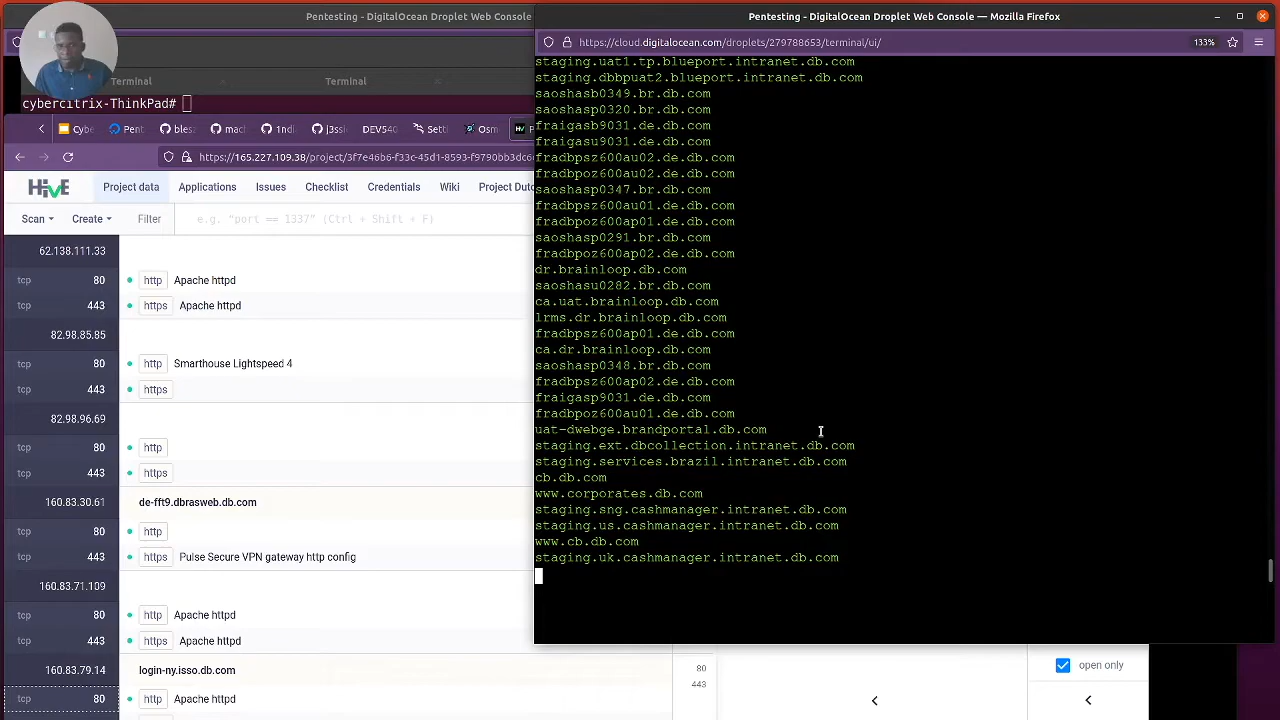 Pentesting - DigitalOcean Droplet Web Console
Terminal
Terminal
cybercitrix-ThinkPad#
Cybe
Pent
bles
mac
1ndi
j3ssi
DEV540
Setti
Osm
https://165.227.109.38/project/3f7e46b6-f33c-45d1-8593-f9790bb3dc6
HIVE
Project data
Applications
Issues
Checklist
Credentials
Wiki
Project Du
Scan
Create
Filter
e.g. "port == 1337" (Ctrl + Shift + F)
62.138.111.33
tcp 80 http Apache httpd
tcp 443 https Apache httpd
82.98.85.85
tcp 80 http Smarthouse Lightspeed 4
tcp 443 https
82.98.96.69
tcp 80 http
tcp 443 https
160.83.30.61 de-fft9.dbrasweb.db.com
tcp 80 http
tcp 443 https Pulse Secure VPN gateway http config
160.83.71.109
tcp 80 http Apache httpd
tcp 443 https Apache httpd
160.83.79.14 login-ny.isso.db.com
tcp 80 http Apache httpd
Pentesting - DigitalOcean Droplet Web Console — Mozilla Firefox
https://cloud.digitalocean.com/droplets/279788653/terminal/ui/
133%
staging.uat1.tp.blueport.intranet.db.com
staging.dbbpuat2.blueport.intranet.db.com
saoshasb0349.br.db.com
saoshasp0320.br.db.com
fraigasb9031.de.db.com
fraigasu9031.de.db.com
fradbpsz600au02.de.db.com
fradbpoz600au02.de.db.com
saoshasp0347.br.db.com
fradbpsz600au01.de.db.com
fradbpoz600ap01.de.db.com
saoshasp0291.br.db.com
fradbpoz600ap02.de.db.com
dr.brainloop.db.com
saoshasu0282.br.db.com
ca.uat.brainloop.db.com
lrms.dr.brainloop.db.com
fradbpsz600ap01.de.db.com
ca.dr.brainloop.db.com
saoshasp0348.br.db.com
fradbpsz600ap02.de.db.com
fraigasp9031.de.db.com
fradbpoz600au01.de.db.com
uat-dwebge.brandportal.db.com
staging.ext.dbcollection.intranet.db.com
staging.services.brazil.intranet.db.com
cb.db.com
www.corporates.db.com
staging.sng.cashmanager.intranet.db.com
staging.us.cashmanager.intranet.db.com
www.cb.db.com
staging.uk.cashmanager.intranet.db.com
80
443
open only